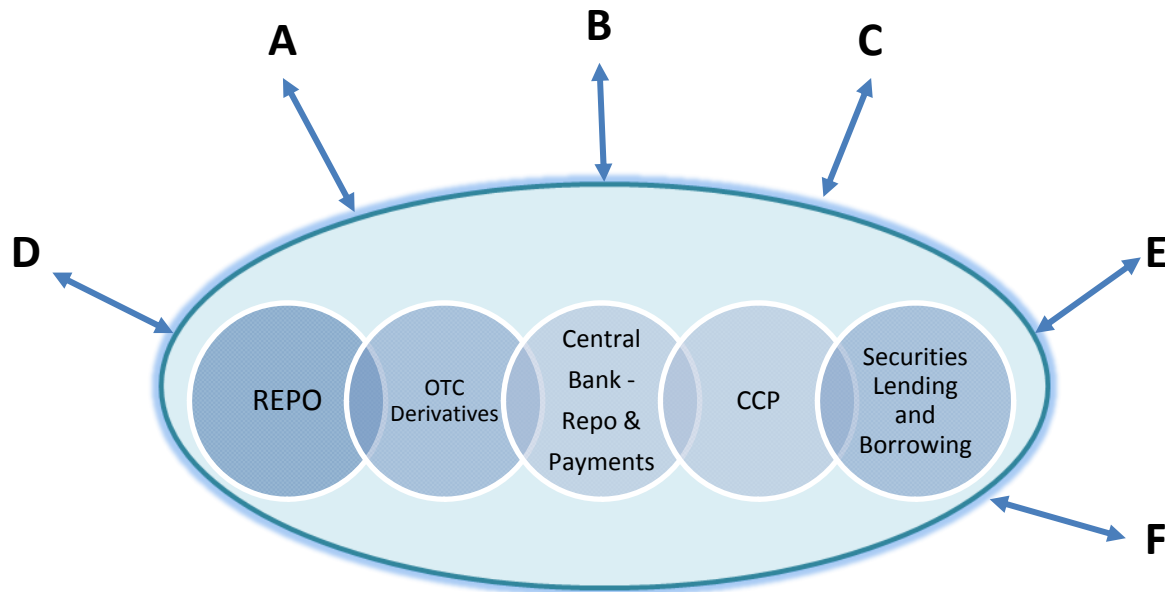 A
B
C
D
E
F
REPO
OTC
Derivatives
Central
Bank -
Repo &
Payments
CCP
Securities
Lending
and
Borrowing